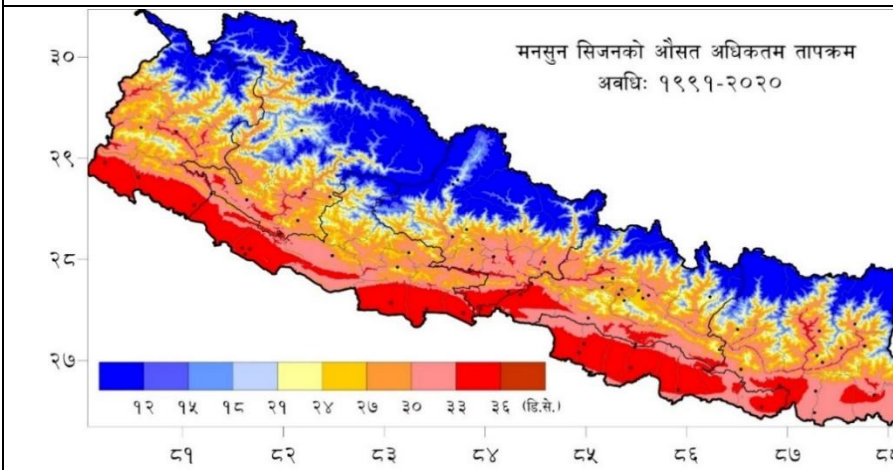 मनसुन सिजनको औसत अधिकतम तापक्रम
अवधिः १९९१-२०२०
३०
२९
२८
२७
१२ १५ १८ २१ २४ २७ ३० ३३ ३६ (डि.से.)
८१ ८२ ८३ ८४ ८५ ८६ ८७